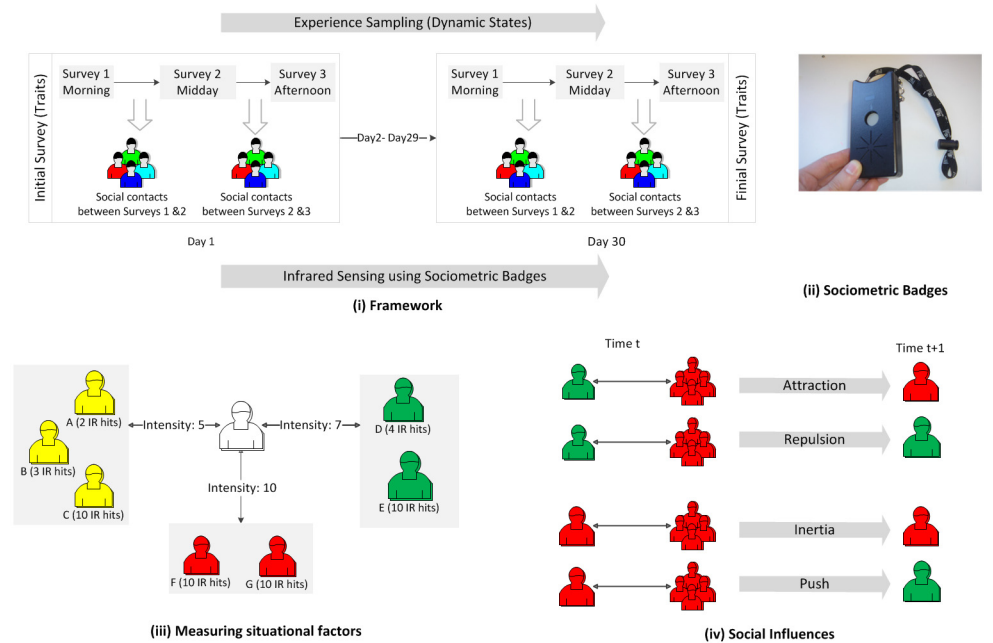 Experience Sampling (Dynamic States)
Initial Survey (Traits)
Survey 1
Morning
Survey 2
Midday
Survey 3
Afternoon
Social contacts
between Surveys 1 &2
Social contacts
between Surveys 2 &3
Day 1
Day2- Day29
Survey 1
Morning
Survey 2
Midday
Survey 3
Afternoon
Social contacts
between Surveys 1 &2
Social contacts
between Surveys 2 &3
Finial Survey (Traits)
Day 30
Infrared Sensing using Sociometric Badges
(i) Framework
(ii) Sociometric Badges
A (2 IR hits)
B (3 IR hits)
C (10 IR hits)
Intensity: 5
Intensity: 7
D (4 IR hits)
E (10 IR hits)
Intensity: 10
F (10 IR hits)
G (10 IR hits)
(iii) Measuring situational factors
Time t
Time t+1
Attraction
Repulsion
Inertia
Push
(iv) Social Influences